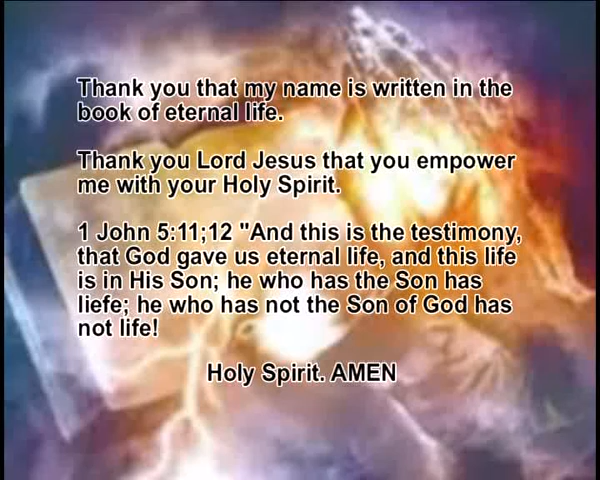 Thank you that my name is written in the
book of eternal life.
Thank you Lord Jesus that you empower
me with your Holy Spirit.
1 John 5:11;12 "And this is the testimony,
that God gave us eternal life, and this life
is in His Son; he who has the Son has
liefe; he who has not the Son of God has
not life!
Holy Spirit. AMEN